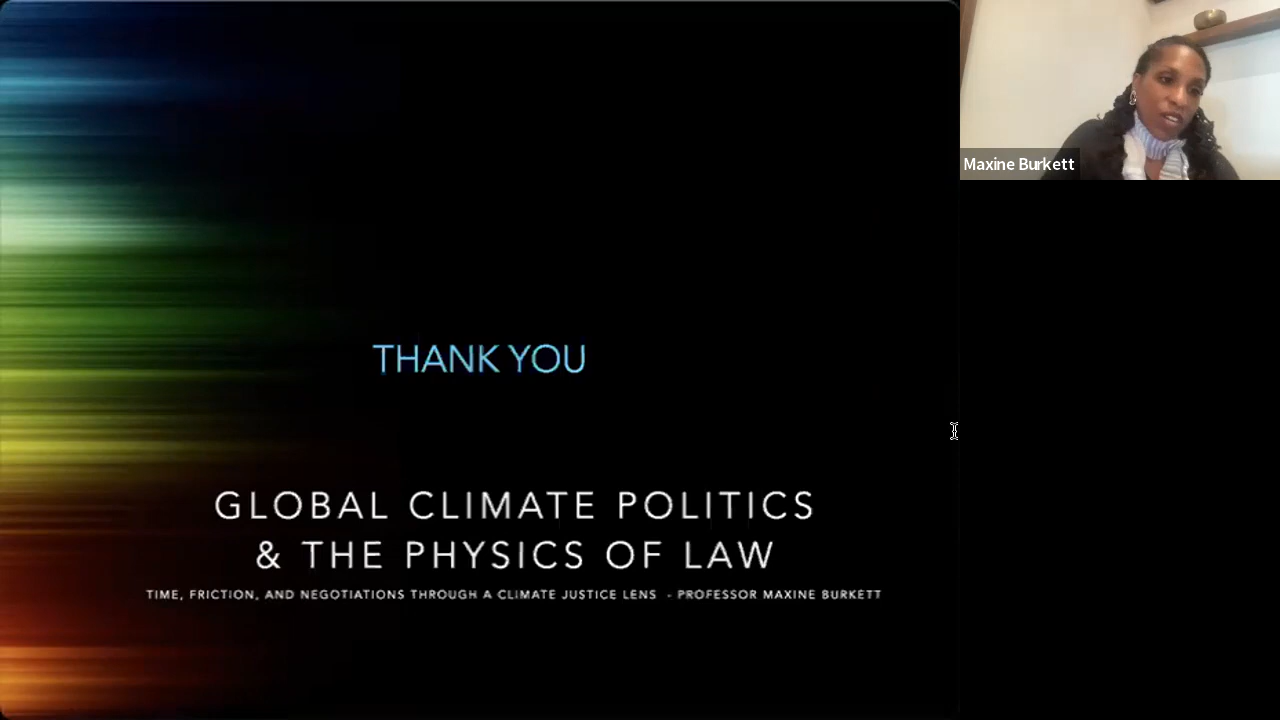 THANK YOU
GLOBAL CLIMATE POLITICS
& THE PHYSICS OF LAW
TIME, FRICTION, AND NEGOTIATIONS THROUGH A CLIMATE JUSTICE LENS - PROFESSOR MAXINE BURKETT
Maxine Burkett